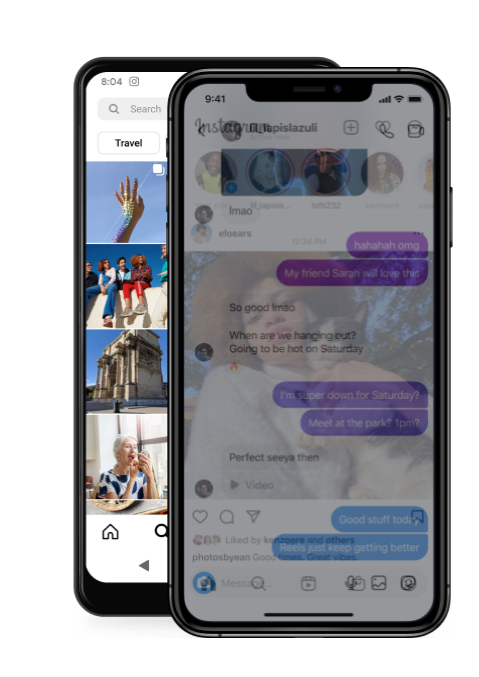 8:04
Search
Travel
9:41
Instagram
lil_lapislazuli
lil_lapisla...
lofti232
lmao
eloears
12:34 PM
hahahah omg
My friend Sarah will love this
So good lmao
When are we hanging out?
Going to be hot on Saturday
I'm super down for Saturday?
Meet at the park? 1pm?
Perfect seeya then
Video
Good stuff today
Liked by kenzoere and others
Reels just keep getting better
photosbyean Good times. Great vibes.
Message...